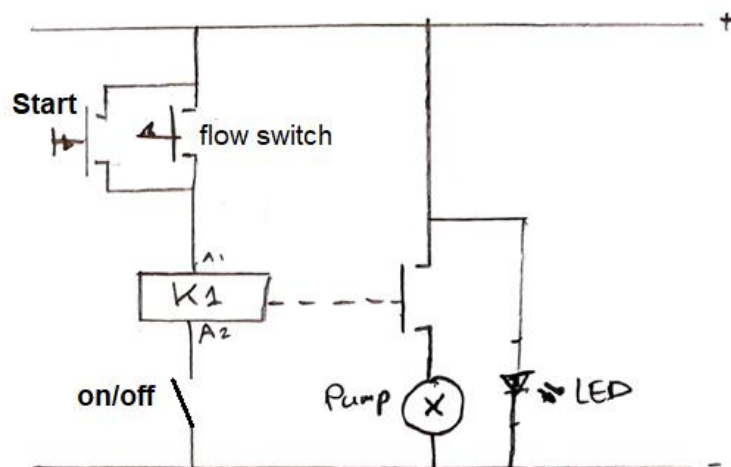 +
Start
flow switch
A1
K1
A2
on/off
Pump
X
LED
-